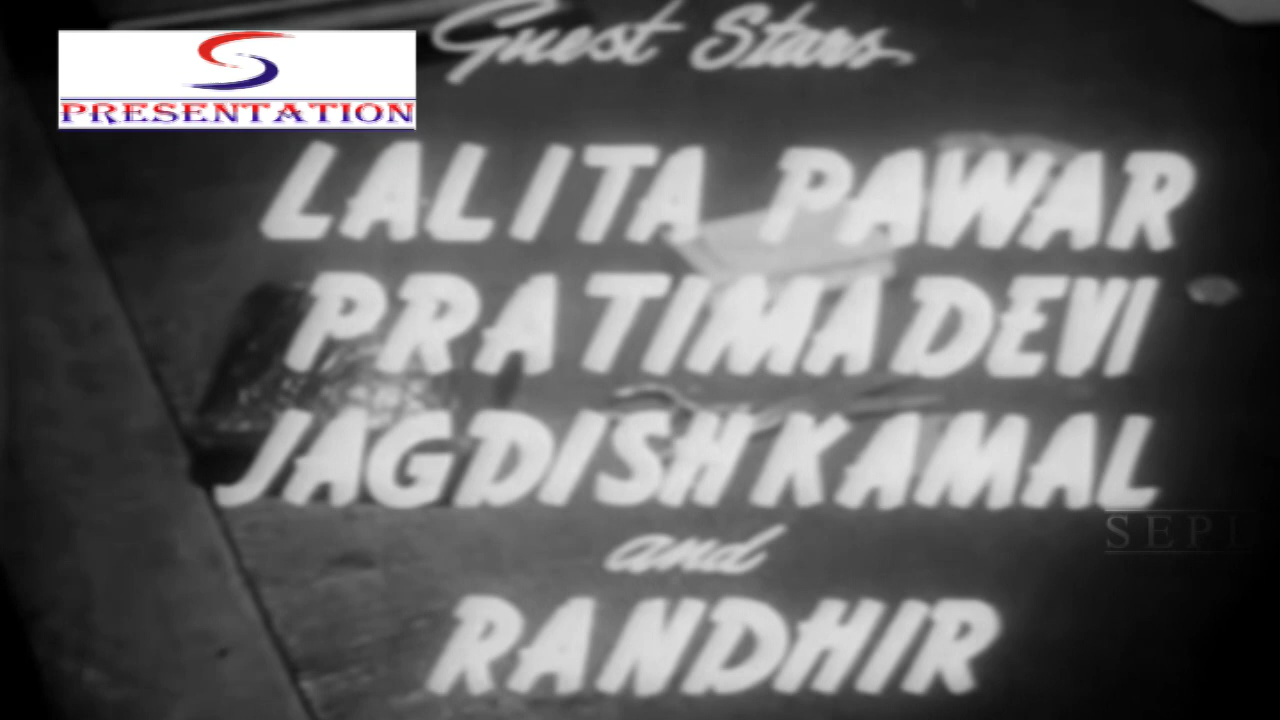 Guest Stars
PRESENTATION
LALITA PAWAR
PRATIMA DEVI
JAGDISH KAMAL
and
RANDHIR